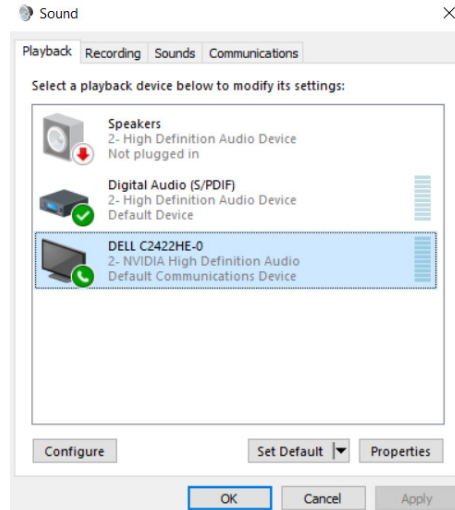 Sound
Playback Recording Sounds Communications
Select a playback device below to modify its settings:
Speakers
2- High Definition Audio Device
Not plugged in
Digital Audio (S/PDIF)
2- High Definition Audio Device
Default Device
DELL C2422HE-0
2- NVIDIA High Definition Audio
Default Communications Device
Configure Set Default Properties
OK Cancel Apply